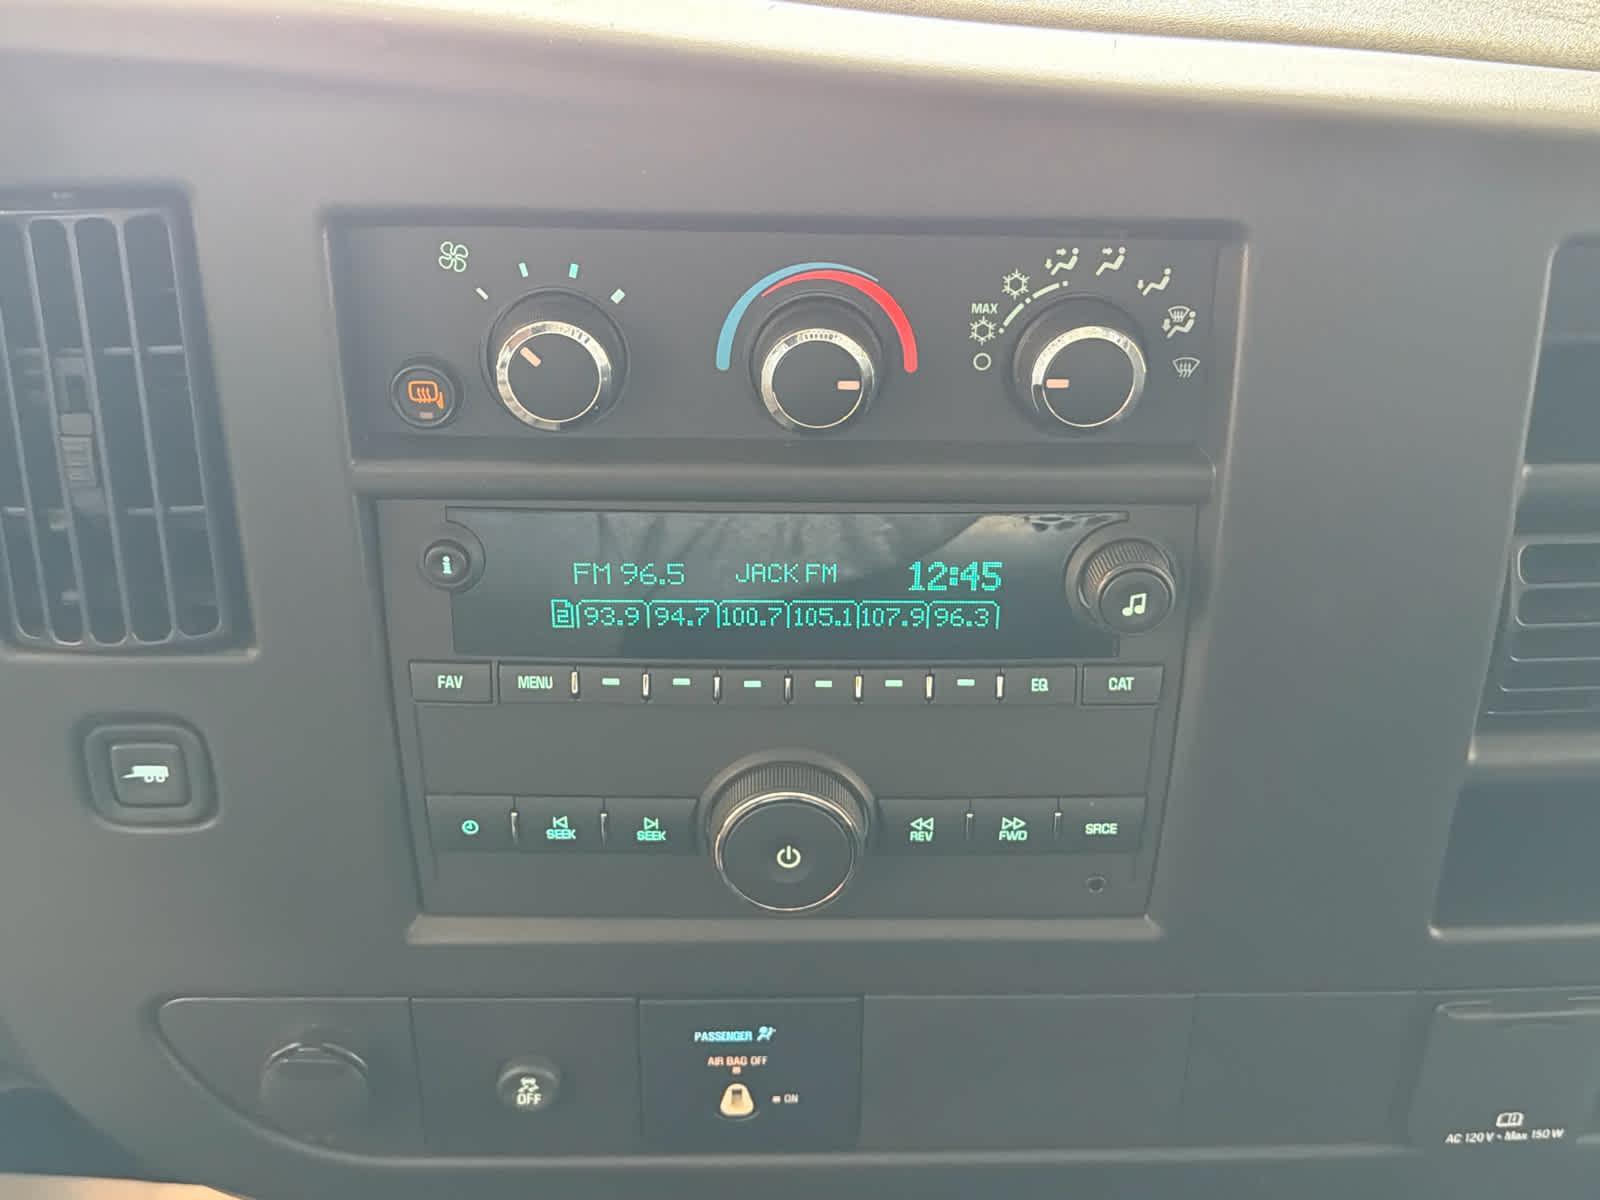 MAX
FM 96.5 JACK FM 12:45
2 93.9 94.7 100.7 105.1 107.9 96.3
FAV MENU EQ CAT
SEEK SEEK REV FWD SRCE
PASSENGER
AIR BAG OFF
ON
OFF
AC 120 V - Max 150 W